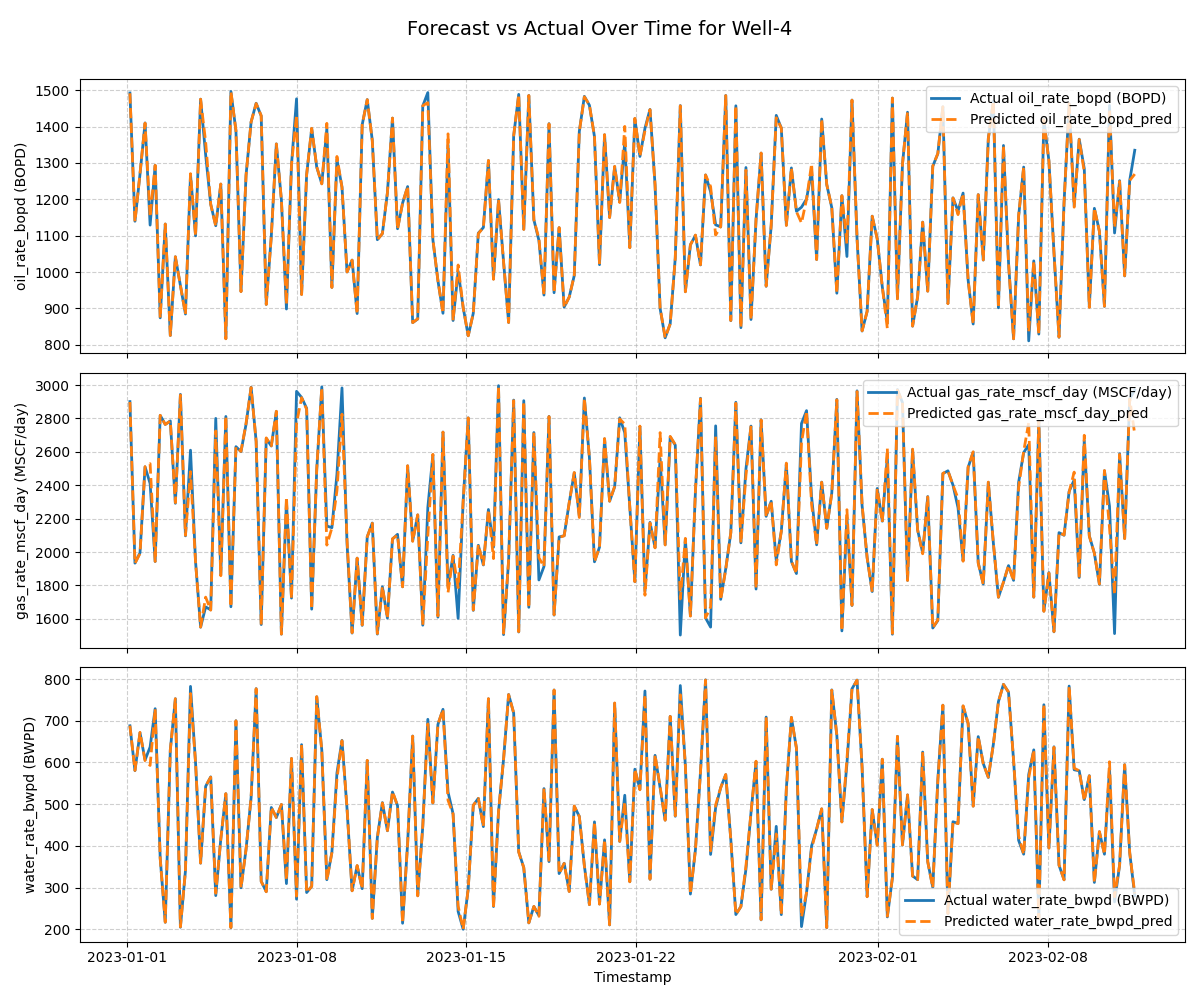 Forecast vs Actual Over Time for Well-4
oil_rate_bopd (BOPD)
1500
1400
1300
1200
1100
1000
900
800
Actual oil_rate_bopd (BOPD)
Predicted oil_rate_bopd_pred
gas_rate_mscf_day (MSCF/day)
3000
2800
2600
2400
2200
2000
1800
1600
Actual gas_rate_mscf_day (MSCF/day)
Predicted gas_rate_mscf_day_pred
water_rate_bwpd (BWPD)
800
700
600
500
400
300
200
Actual water_rate_bwpd (BWPD)
Predicted water_rate_bwpd_pred
2023-01-01
2023-01-08
2023-01-15
2023-01-22
2023-02-01
2023-02-08
Timestamp